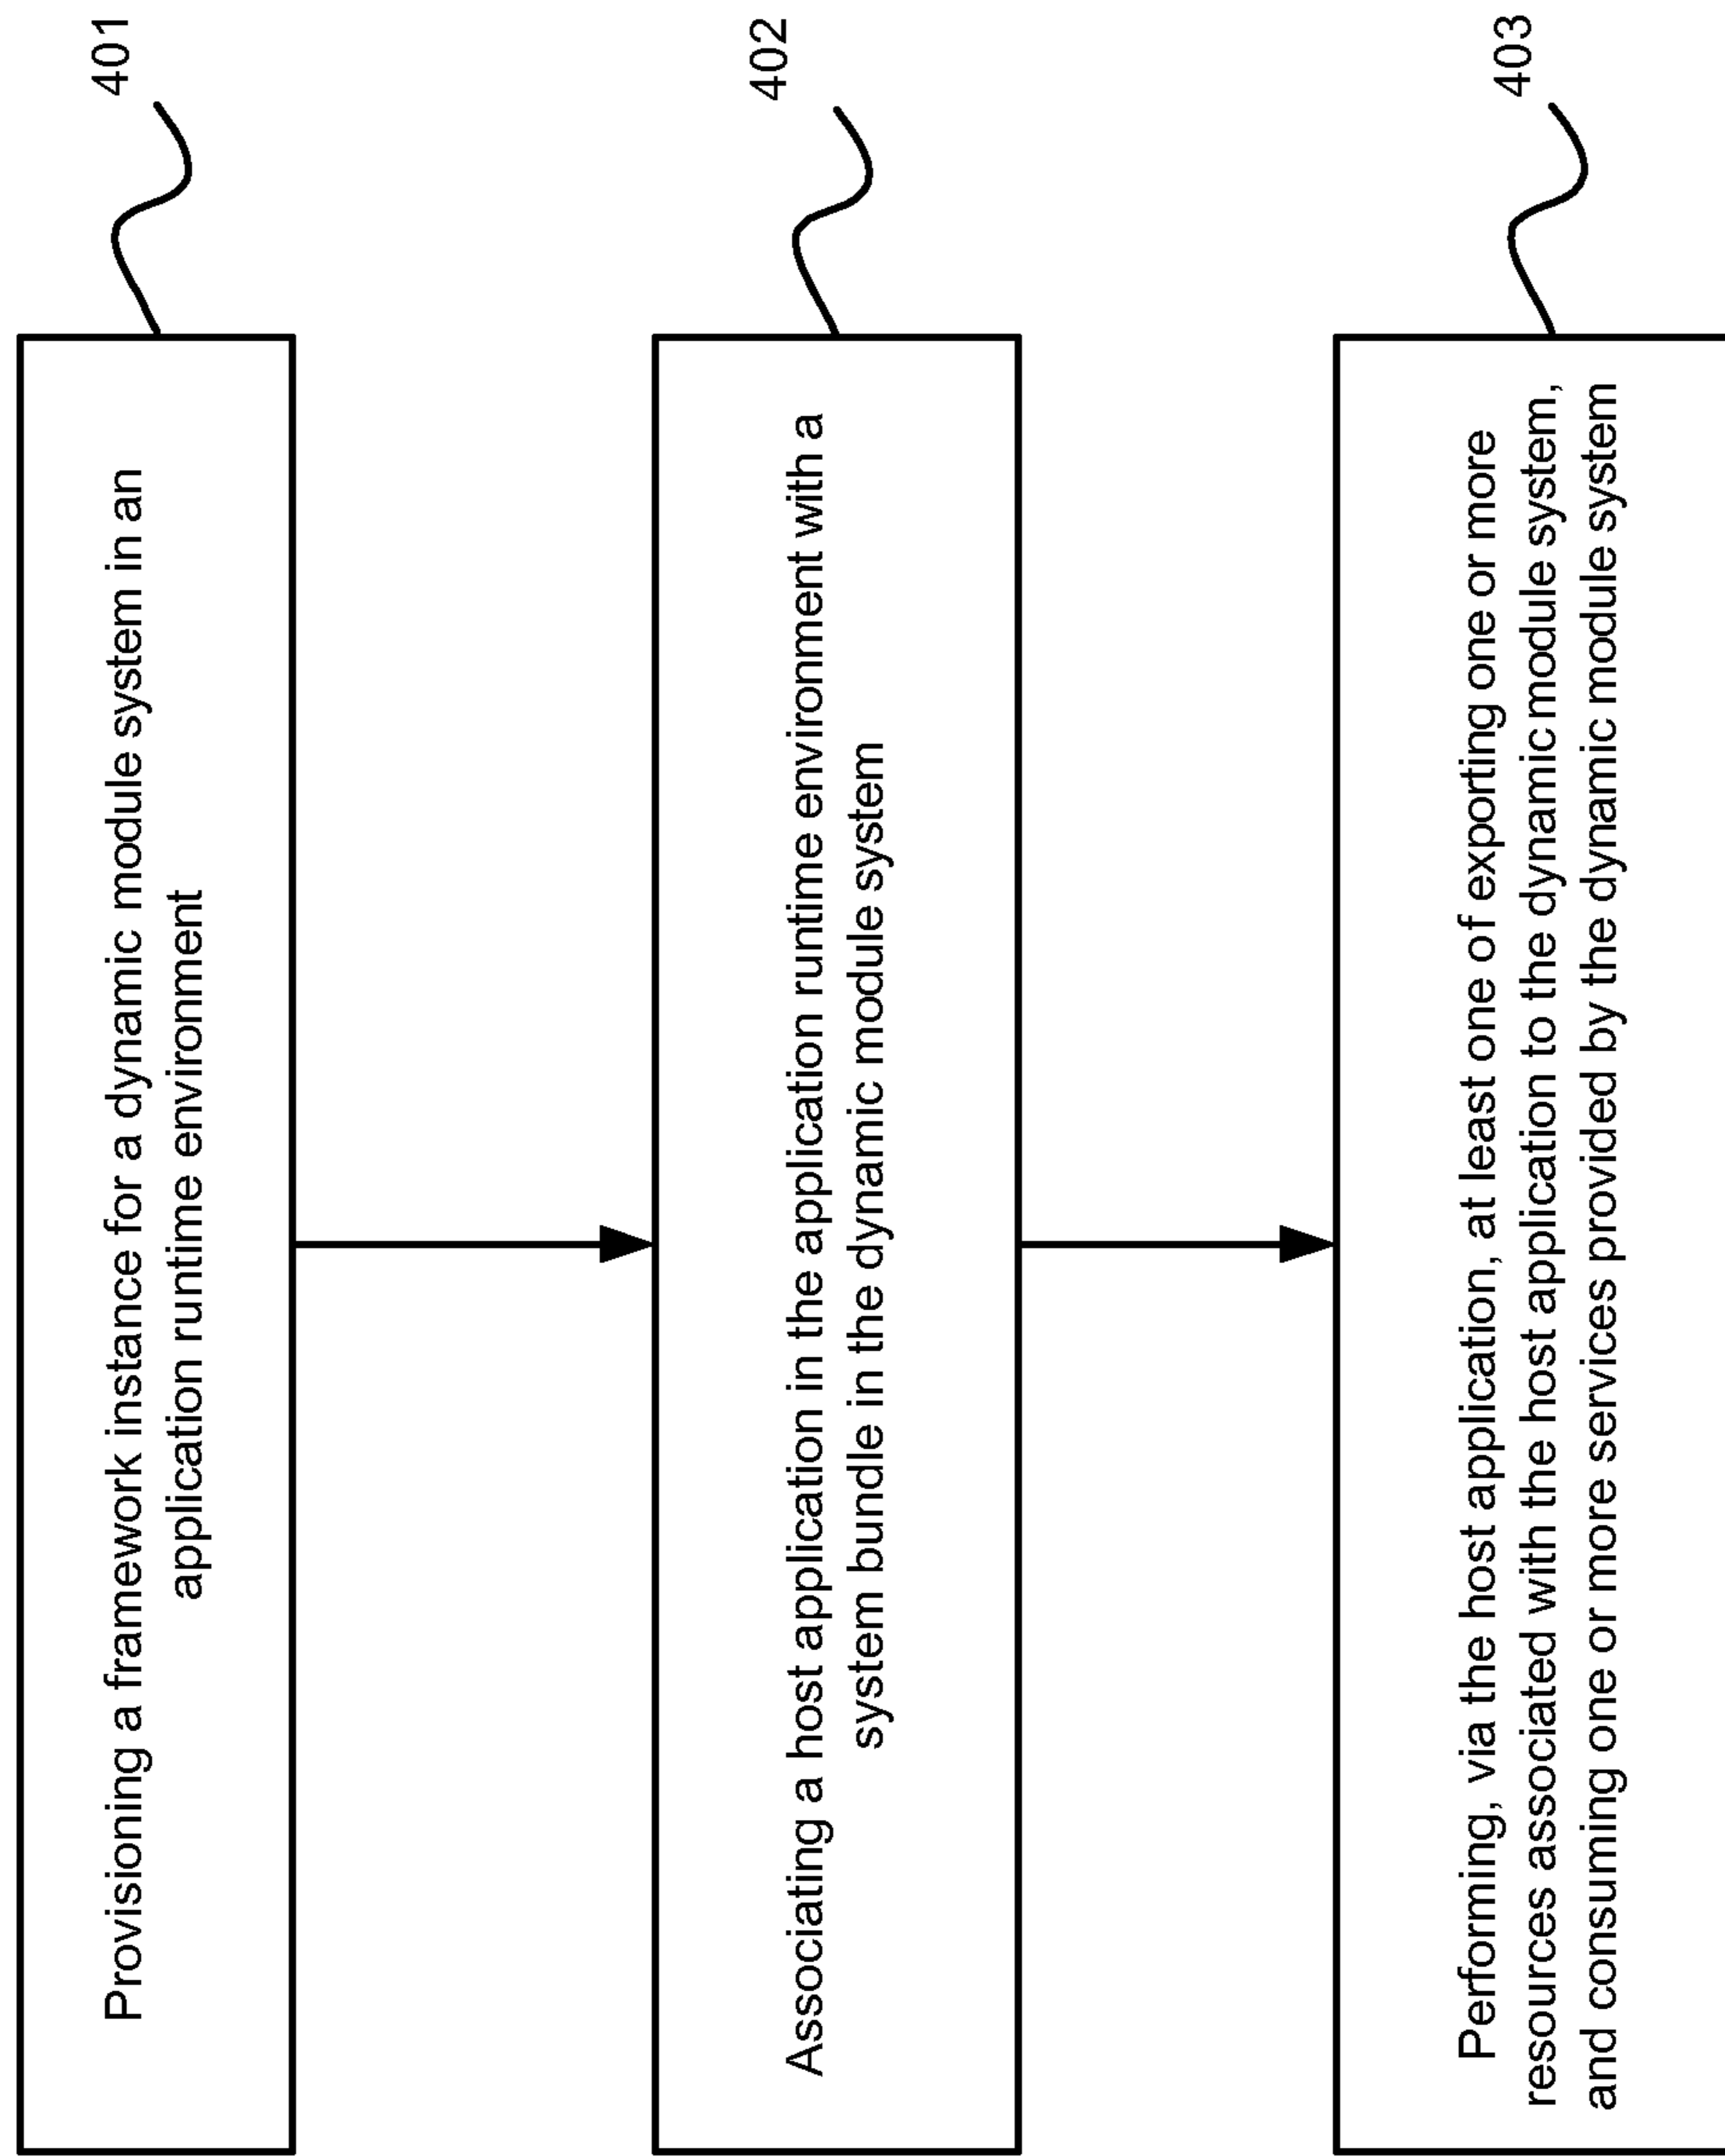 Provisioning a framework instance for a dynamic module system in an
application runtime environment
401
Associating a host application in the application runtime environment with a
system bundle in the dynamic module system
402
Performing, via the host application, at least one of exporting one or more
resources associated with the host application to the dynamic module system,
and consuming one or more services provided by the dynamic module system
403